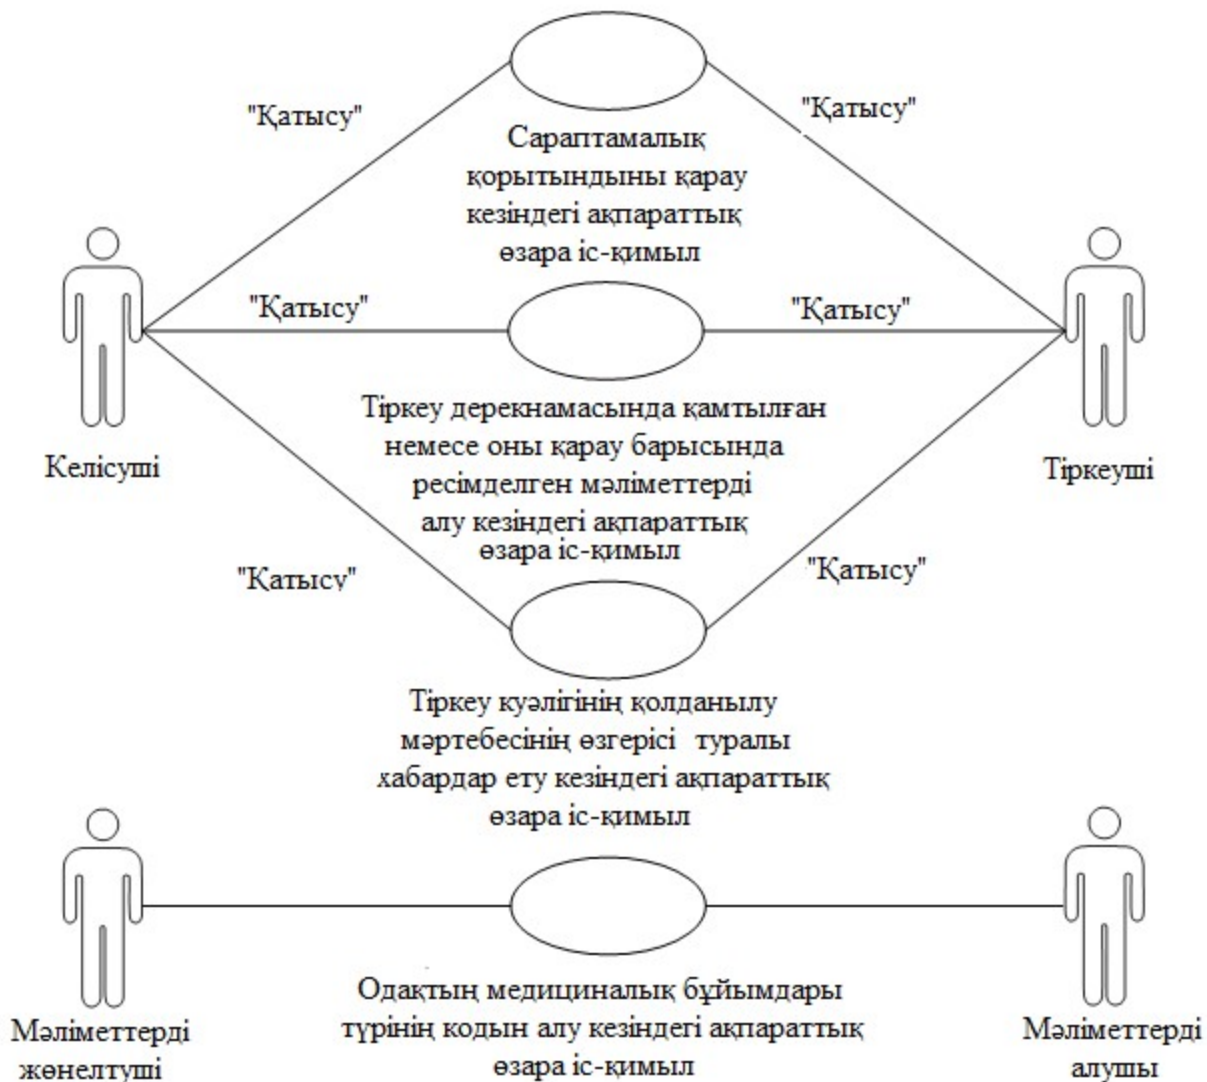 "Қатысу"
"Қатысу"
Сараптамалық
қорытындыны қарау
кезіндегі ақпараттық
өзара іс-қимыл
"Қатысу"
"Қатысу"
Келісуші
Тіркеуші
Тіркеу дерекнамасында қамтылған
немесе оны қарау барысында
ресімделген мәліметтерді
алу кезіндегі ақпараттық
өзара іс-қимыл
"Қатысу"
"Қатысу"
Тіркеу куәлігінің қолданылу
мәртебесінің өзгерісі туралы
хабардар ету кезіндегі ақпараттық
өзара іс-қимыл
Мәліметтерді
жөнелтуші
Одақтың медициналық бұйымдары
түрінің кодын алу кезіндегі ақпараттық
өзара іс-қимыл
Мәліметтерді
алушы